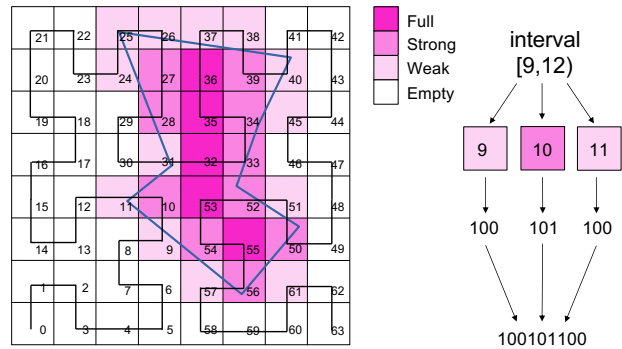 21 22 25 26 37 38 41 42
20 23 24 27 36 39 40 43
19 18 29 28 35 34 45 44
16 17 30 31 32 33 46 47
15 12 11 10 53 52 51 48
14 13 8 9 54 55 50 49
1 2 7 6 57 56 61 62
0 3 4 5 58 59 60 63
Full
Strong
Weak
Empty
interval
[9,12)
9 10 11
100 101 100
100101100